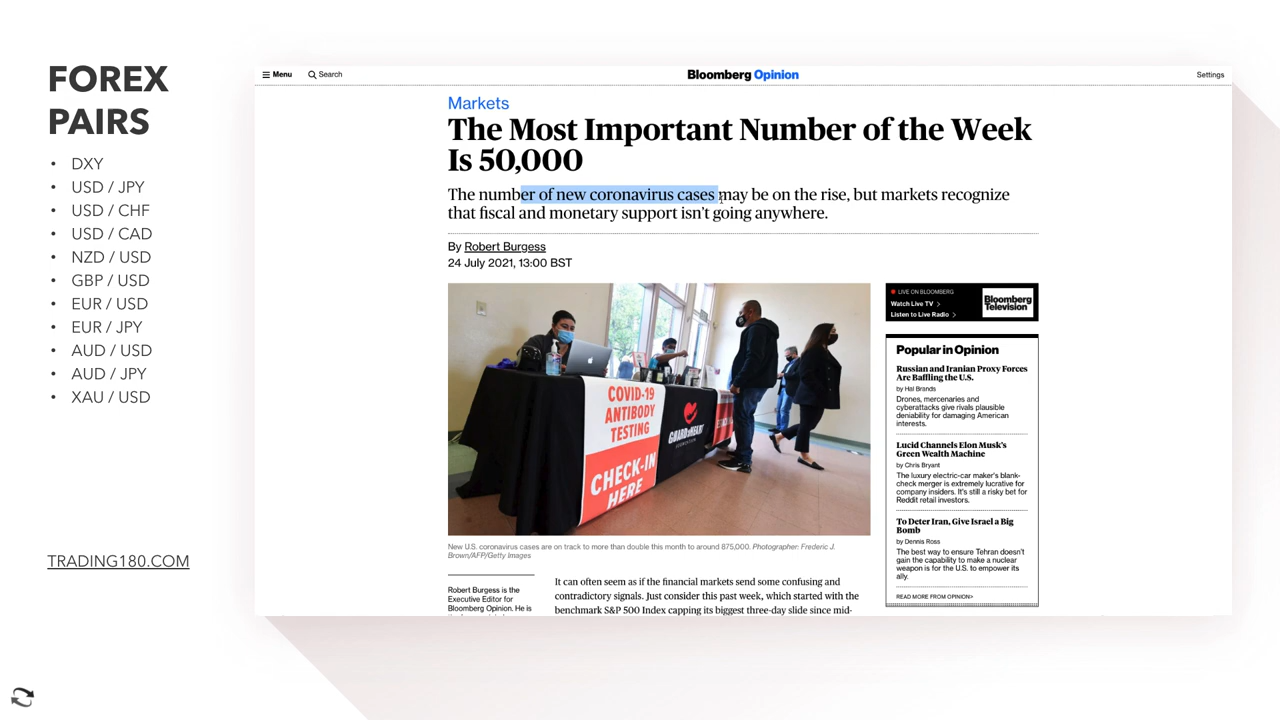 FOREX
PAIRS
• DXY
• USD / JPY
• USD / CHF
• USD / CAD
• NZD / USD
• GBP / USD
• EUR / USD
• EUR / JPY
• AUD / USD
• AUD / JPY
• XAU / USD
TRADING180.COM
Menu
Search
Bloomberg Opinion
Settings
Markets
The Most Important Number of the Week
Is 50,000
The number of new coronavirus cases may be on the rise, but markets recognize
that fiscal and monetary support isn't going anywhere.
By Robert Burgess
24 July 2021, 13:00 BST
COVID-19
ANTIBODY
TESTING
CHECK-IN
HERE
GUARDaHEART
FOUNDATION
New U.S. coronavirus cases are on track to more than double this month to around 875,000. Photographer: Frederic J.
Brown/AFP/Getty Images
Robert Burgess is the
Executive Editor for
Bloomberg Opinion. He is
It can often seem as if the financial markets send some confusing and
contradictory signals. Just consider this past week, which started with the
benchmark S&P 500 Index capping its biggest three-day slide since mid-
LIVE ON BLOOMBERG
Watch Live TV >
Listen to Live Radio >
Bloomberg
Television
Popular in Opinion
Russian and Iranian Proxy Forces
Are Baffling the U.S.
by Hal Brands
Drones, mercenaries and
cyberattacks give rivals plausible
deniability for damaging American
interests.
Lucid Channels Elon Musk's
Green Wealth Machine
by Chris Bryant
The luxury electric-car maker's blank-
check merger is extremely lucrative for
company insiders. It's still a risky bet for
Reddit retail investors.
To Deter Iran, Give Israel a Big
Bomb
by Dennis Ross
The best way to ensure Tehran doesn't
gain the capability to make a nuclear
weapon is for the U.S. to empower its
ally.
READ MORE FROM OPINION>